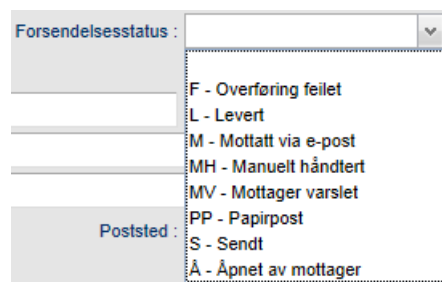 Forsendelsesstatus :
F - Overføring feilet
L - Levert
M - Mottatt via e-post
MH - Manuelt håndtert
MV - Mottager varslet
PP - Papirpost
Poststed :
S - Sendt
Å - Åpnet av mottager